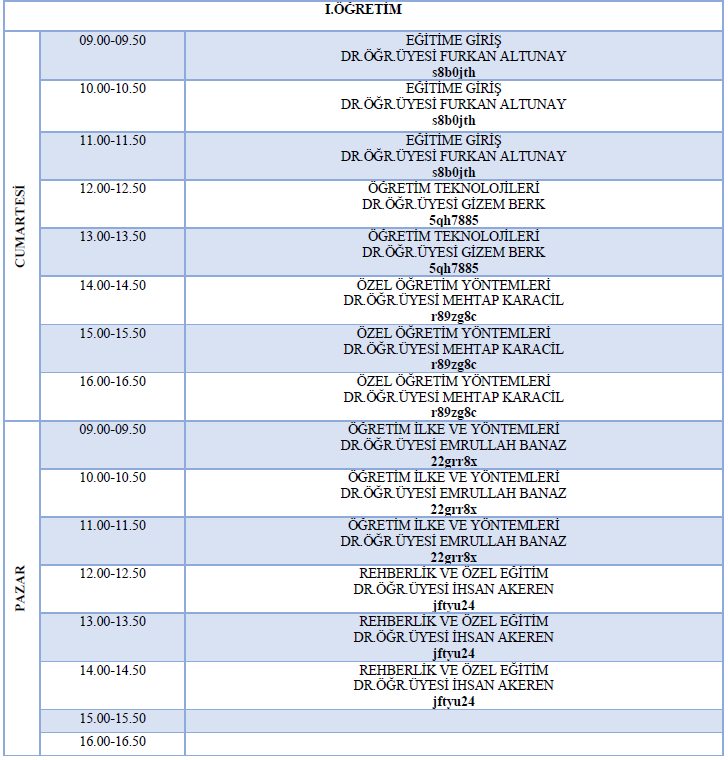 I.ÖĞRETİM
CUMARTESİ
09.00-09.50
EĞİTİME GİRİŞ
DR.ÖĞR.ÜYESİ FURKAN ALTUNAY
s8b0jth
10.00-10.50
EĞİTİME GİRİŞ
DR.ÖĞR.ÜYESİ FURKAN ALTUNAY
s8b0jth
11.00-11.50
EĞİTİME GİRİŞ
DR.ÖĞR.ÜYESİ FURKAN ALTUNAY
s8b0jth
12.00-12.50
ÖĞRETİM TEKNOLOJİLERİ
DR.ÖĞR.ÜYESİ GİZEM BERK
5qh7885
13.00-13.50
ÖĞRETİM TEKNOLOJİLERİ
DR.ÖĞR.ÜYESİ GİZEM BERK
5qh7885
14.00-14.50
ÖZEL ÖĞRETİM YÖNTEMLERİ
DR.ÖĞR.ÜYESİ MEHTAP KARACİL
r89zg8c
15.00-15.50
ÖZEL ÖĞRETİM YÖNTEMLERİ
DR.ÖĞR.ÜYESİ MEHTAP KARACİL
r89zg8c
16.00-16.50
ÖZEL ÖĞRETİM YÖNTEMLERİ
DR.ÖĞR.ÜYESİ MEHTAP KARACİL
r89zg8c
PAZAR
09.00-09.50
ÖĞRETİM İLKE VE YÖNTEMLERİ
DR.ÖĞR.ÜYESİ EMRULLAH BANAZ
22grr8x
10.00-10.50
ÖĞRETİM İLKE VE YÖNTEMLERİ
DR.ÖĞR.ÜYESİ EMRULLAH BANAZ
22grr8x
11.00-11.50
ÖĞRETİM İLKE VE YÖNTEMLERİ
DR.ÖĞR.ÜYESİ EMRULLAH BANAZ
22grr8x
12.00-12.50
REHBERLİK VE ÖZEL EĞİTİM
DR.ÖĞR.ÜYESİ İHSAN AKEREN
jftyu24
13.00-13.50
REHBERLİK VE ÖZEL EĞİTİM
DR.ÖĞR.ÜYESİ İHSAN AKEREN
jftyu24
14.00-14.50
REHBERLİK VE ÖZEL EĞİTİM
DR.ÖĞR.ÜYESİ İHSAN AKEREN
jftyu24
15.00-15.50
16.00-16.50